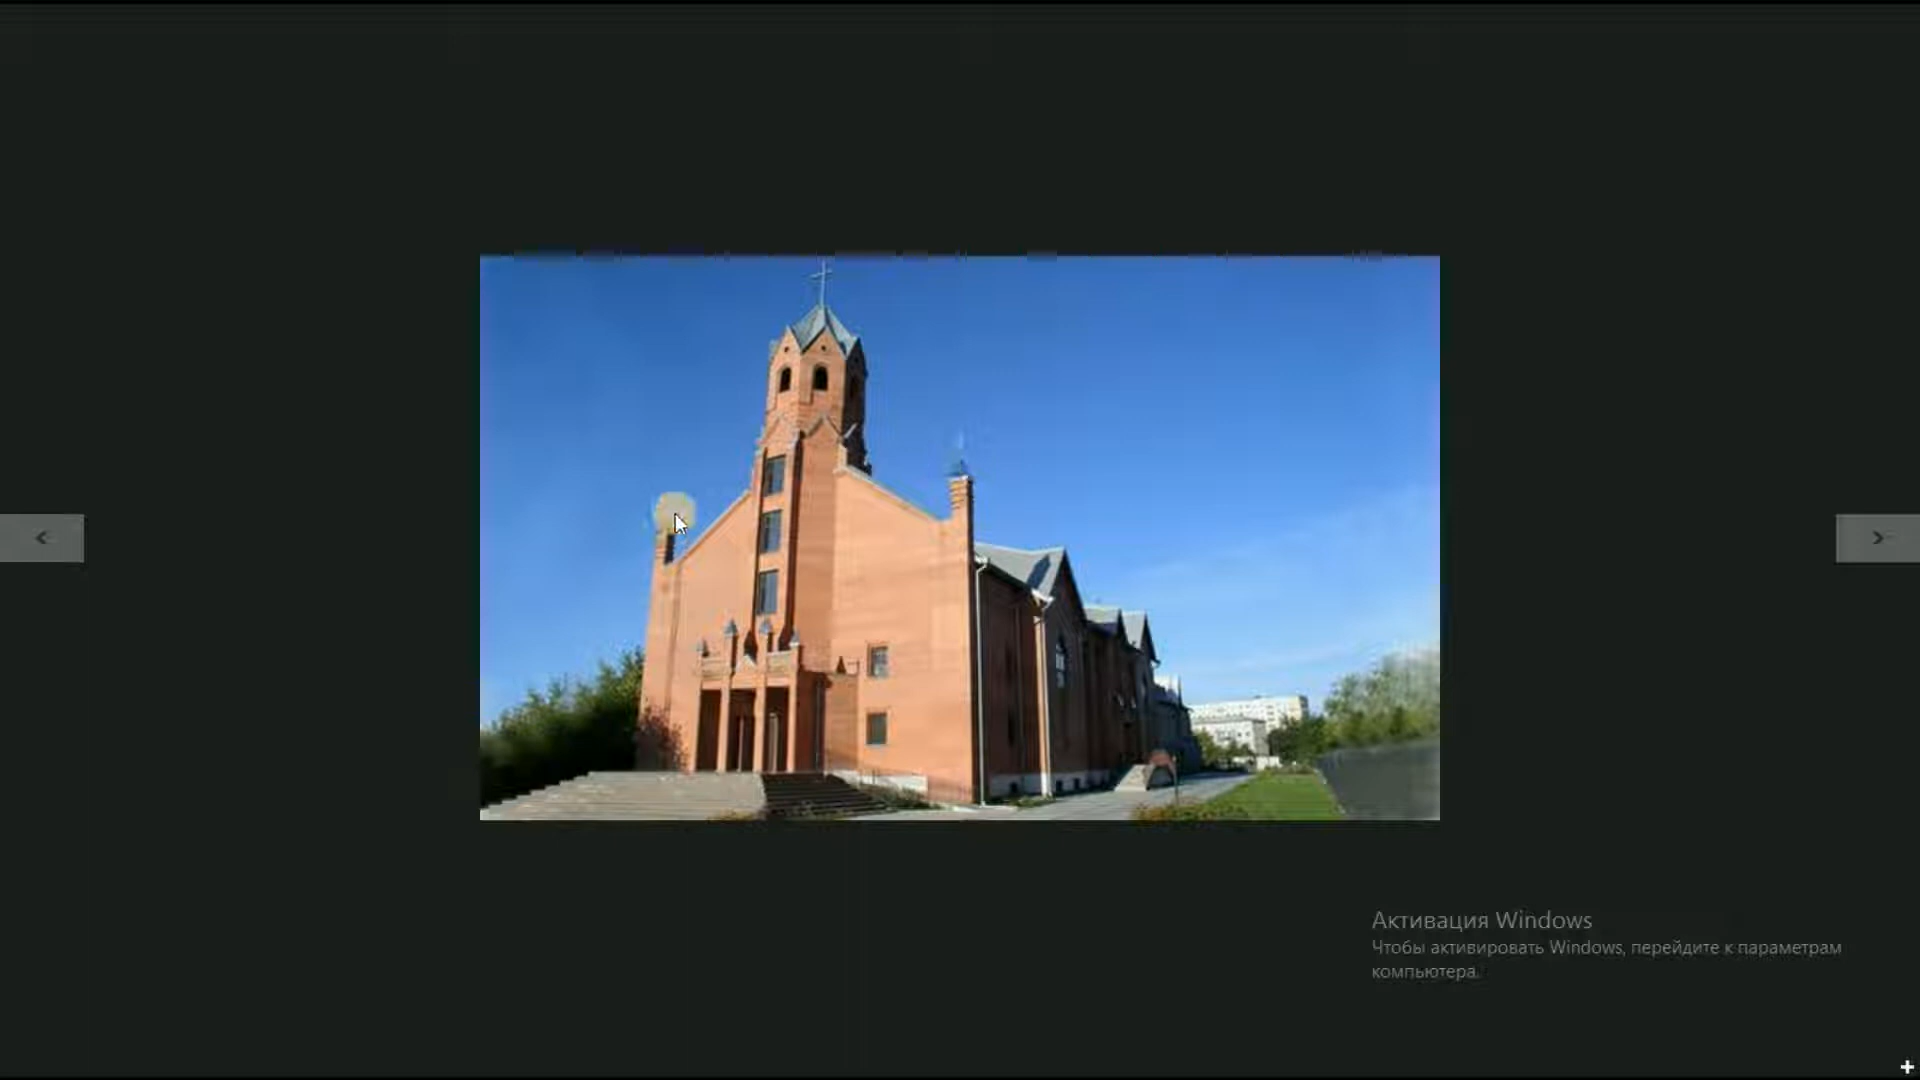 Активация Windows
Чтобы активировать Windows, перейдите к параметрам
компьютера.